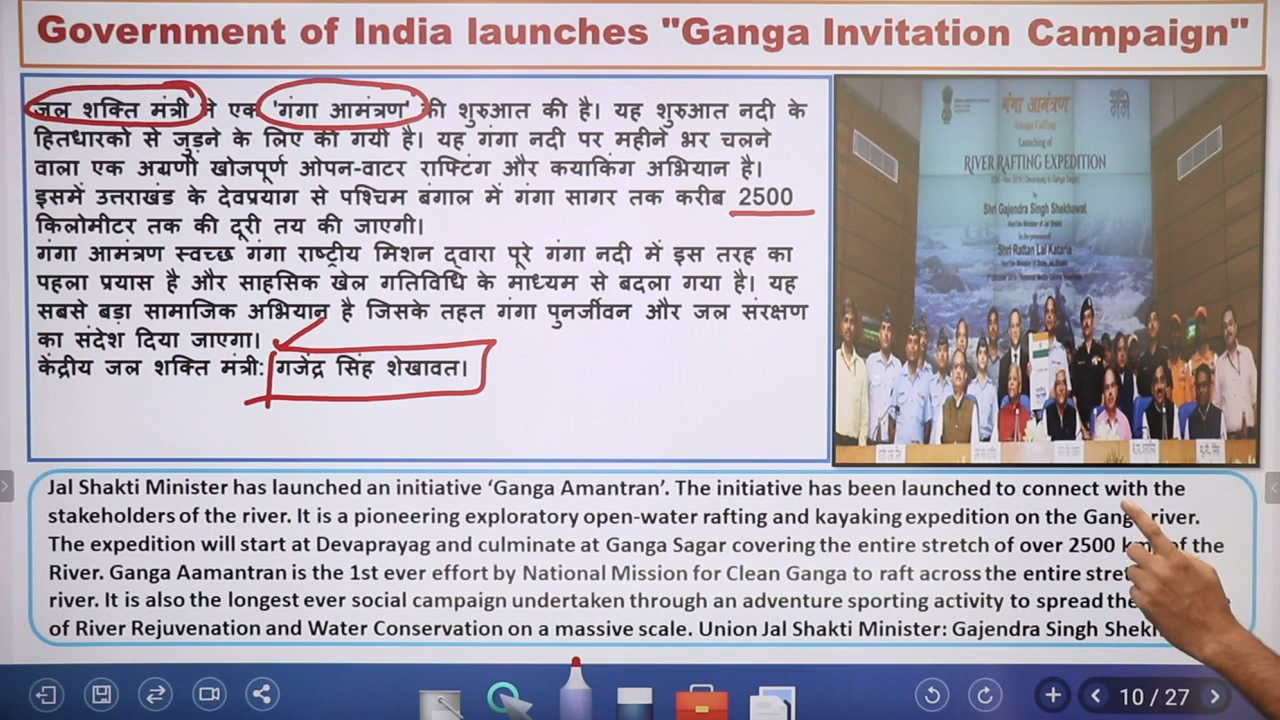 Government of India launches "Ganga Invitation Campaign"
जल शक्ति मंत्री ने एक 'गंगा आमंत्रण' की शुरुआत की है। यह शुरुआत नदी के
हितधारकों से जुड़ने के लिए की गयी है। यह गंगा नदी पर महीने भर चलने
वाला एक अग्रणी खोजपूर्ण ओपन-वाटर राफ्टिंग और कयाकिंग अभियान है।
इसमें उत्तराखंड के देवप्रयाग से पश्चिम बंगाल में गंगा सागर तक करीब 2500
किलोमीटर तक की दूरी तय की जाएगी।
गंगा आमंत्रण स्वच्छ गंगा राष्ट्रीय मिशन द्वारा पूरे गंगा नदी में इस तरह का
पहला प्रयास है और साहसिक खेल गतिविधि के माध्यम से बदला गया है। यह
सबसे बड़ा सामाजिक अभियान है जिसके तहत गंगा पुनर्जीवन और जल संरक्षण
का संदेश दिया जाएगा।
केंद्रीय जल शक्ति मंत्री: गजेंद्र सिंह शेखावत।
गंगा आमंत्रण
Ganga Calling
Launching of
RIVER RAFTING EXPEDITION
Shri Gajendra Singh Shekhawat
Shri Rattan Lal Kataria
Jal Shakti Minister has launched an initiative ‘Ganga Amantran’. The initiative has been launched to connect with the
stakeholders of the river. It is a pioneering exploratory open-water rafting and kayaking expedition on the Ganga river.
The expedition will start at Devaprayag and culminate at Ganga Sagar covering the entire stretch of over 2500 of the
River. Ganga Aamantran is the 1st ever effort by National Mission for Clean Ganga to raft across the entire
river. It is also the longest ever social campaign undertaken through an adventure sporting activity to spread the
of River Rejuvenation and Water Conservation on a massive scale. Union Jal Shakti Minister: Gajendra Singh
10 / 27